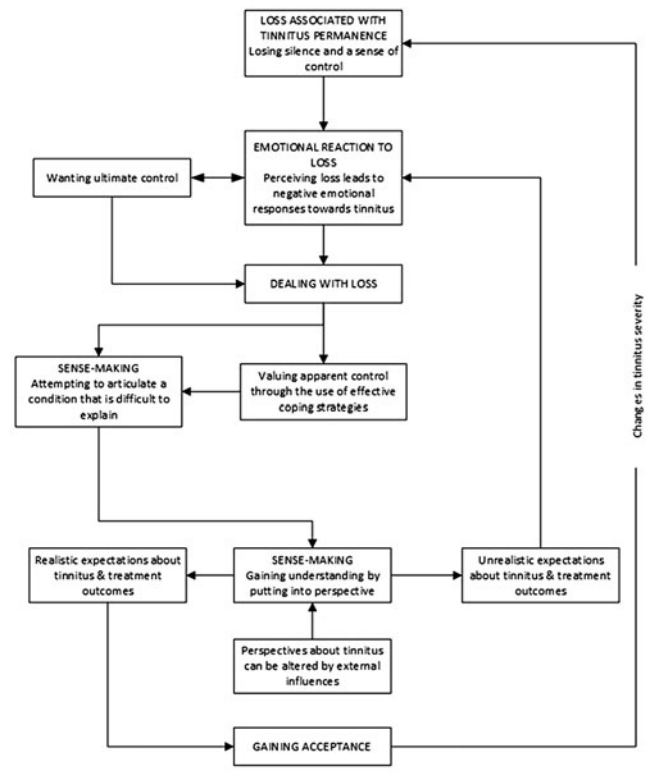 LOSS ASSOCIATED WITH
TINNITUS PERMANENCE
Losing silence and a sense of
control
EMOTIONAL REACTION TO
LOSS
Perceiving loss leads to
negative emotional
responses towards tinnitus
Wanting ultimate control
DEALING WITH LOSS
SENSE-MAKING
Attempting to articulate a
condition that is difficult to
explain
Valuing apparent control
through the use of effective
coping strategies
Changes in tinnitus severity
Realistic expectations about
tinnitus & treatment
outcomes
SENSE-MAKING
Gaining understanding by
putting into perspective
Unrealistic expectations
about tinnitus & treatment
outcomes
Perspectives about tinnitus
can be altered by external
influences
GAINING ACCEPTANCE